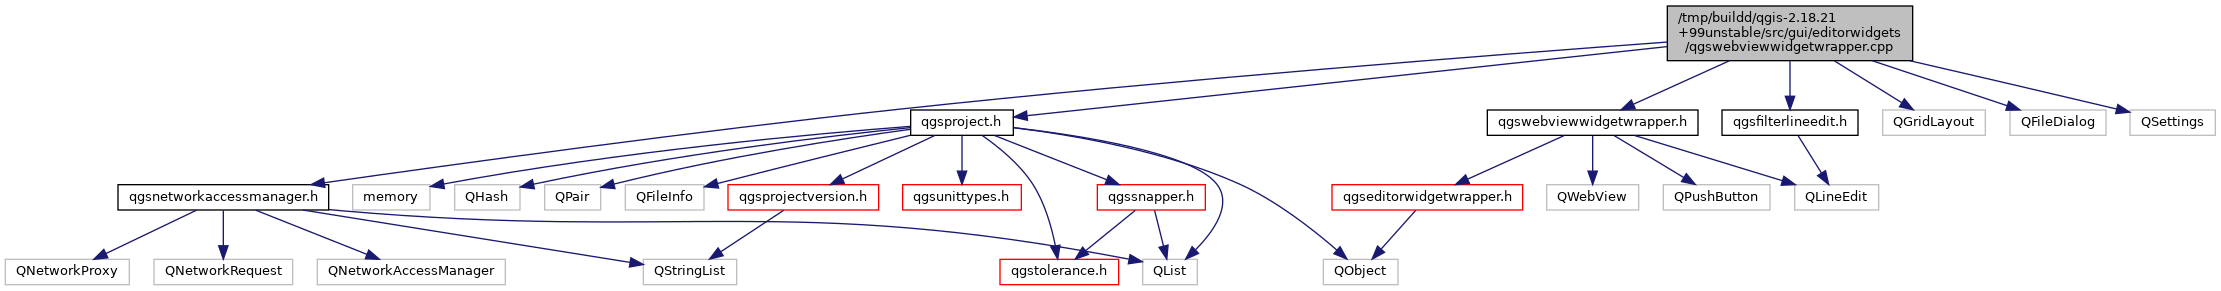 /tmp/buildd/qgis-2.18.21
+99unstable/src/gui/editorwidgets
/qgswebviewwidgetwrapper.cpp
qgsproject.h
qgswebviewwidgetwrapper.h
qgsfilterlineedit.h
QGridLayout
QFileDialog
QSettings
qgsnetworkaccessmanager.h
memory
QHash
QPair
QFileInfo
qgsprojectversion.h
qgsunittypes.h
qgssnapper.h
qgseditorwidgetwrapper.h
QWebView
QPushButton
QLineEdit
QNetworkProxy
QNetworkRequest
QNetworkAccessManager
QStringList
qgstolerance.h
QList
QObject